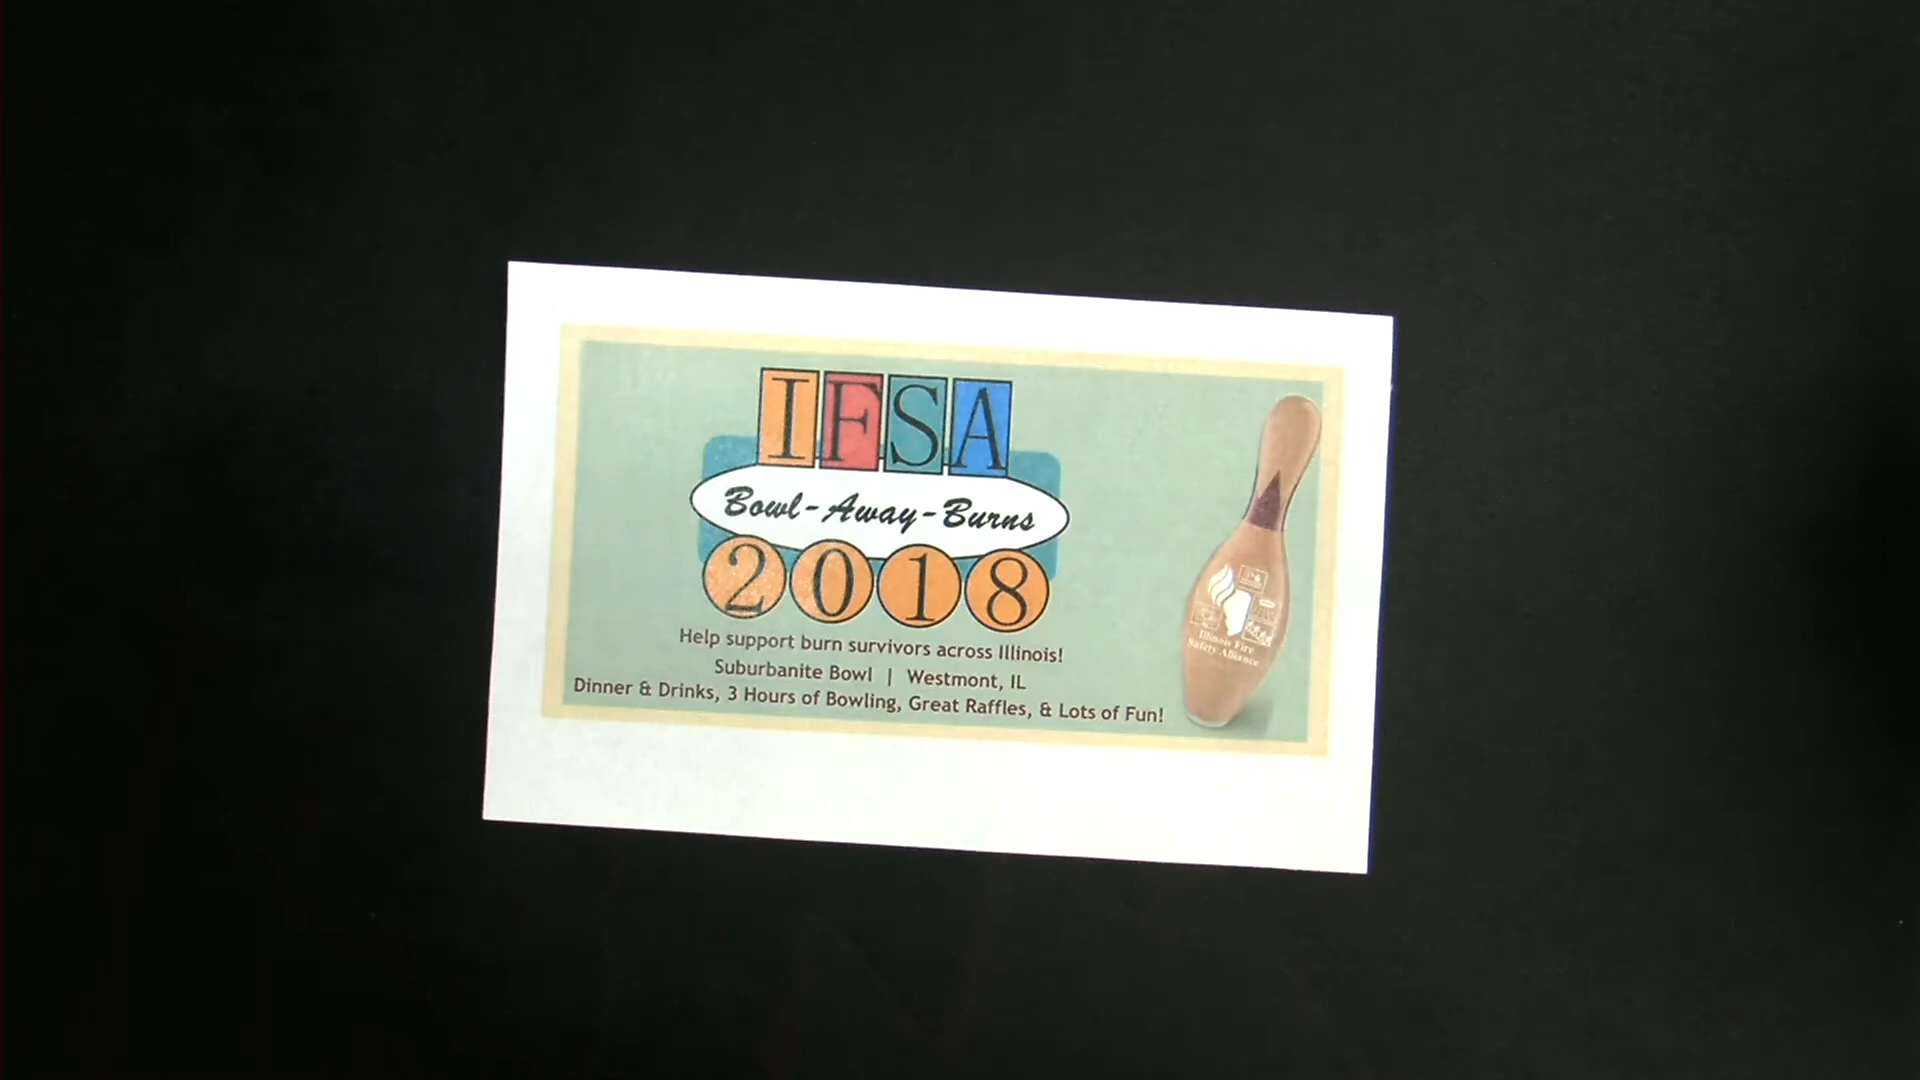 IFSA
Bowl-Away-Burns
2018
Help support burn survivors across Illinois!
Suburbanite Bowl | Westmont, IL
Dinner & Drinks, 3 Hours of Bowling, Great Raffles, & Lots of Fun!
Illinois Fire
Safety Alliance